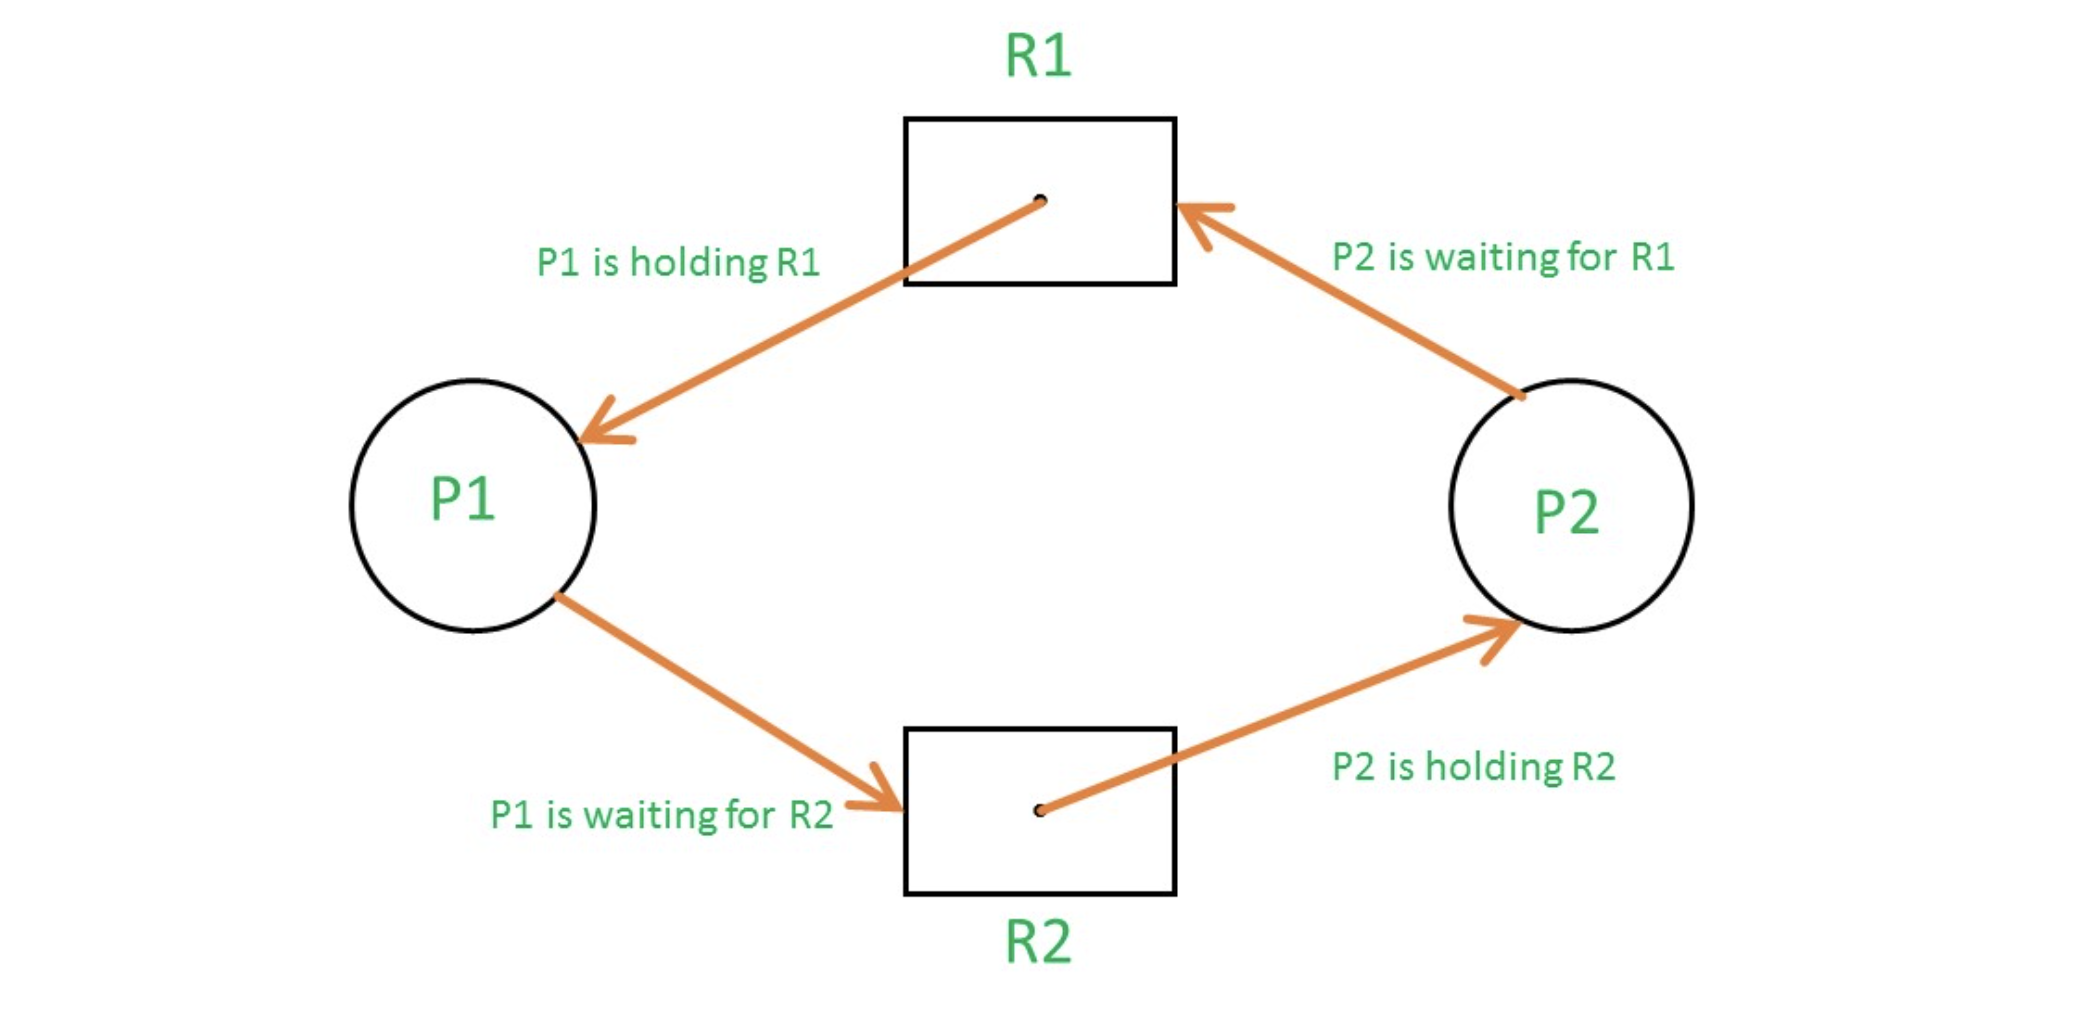 R1
P1 is holding R1
P2 is waiting for R1
P1
P2
P1 is waiting for R2
P2 is holding R2
R2